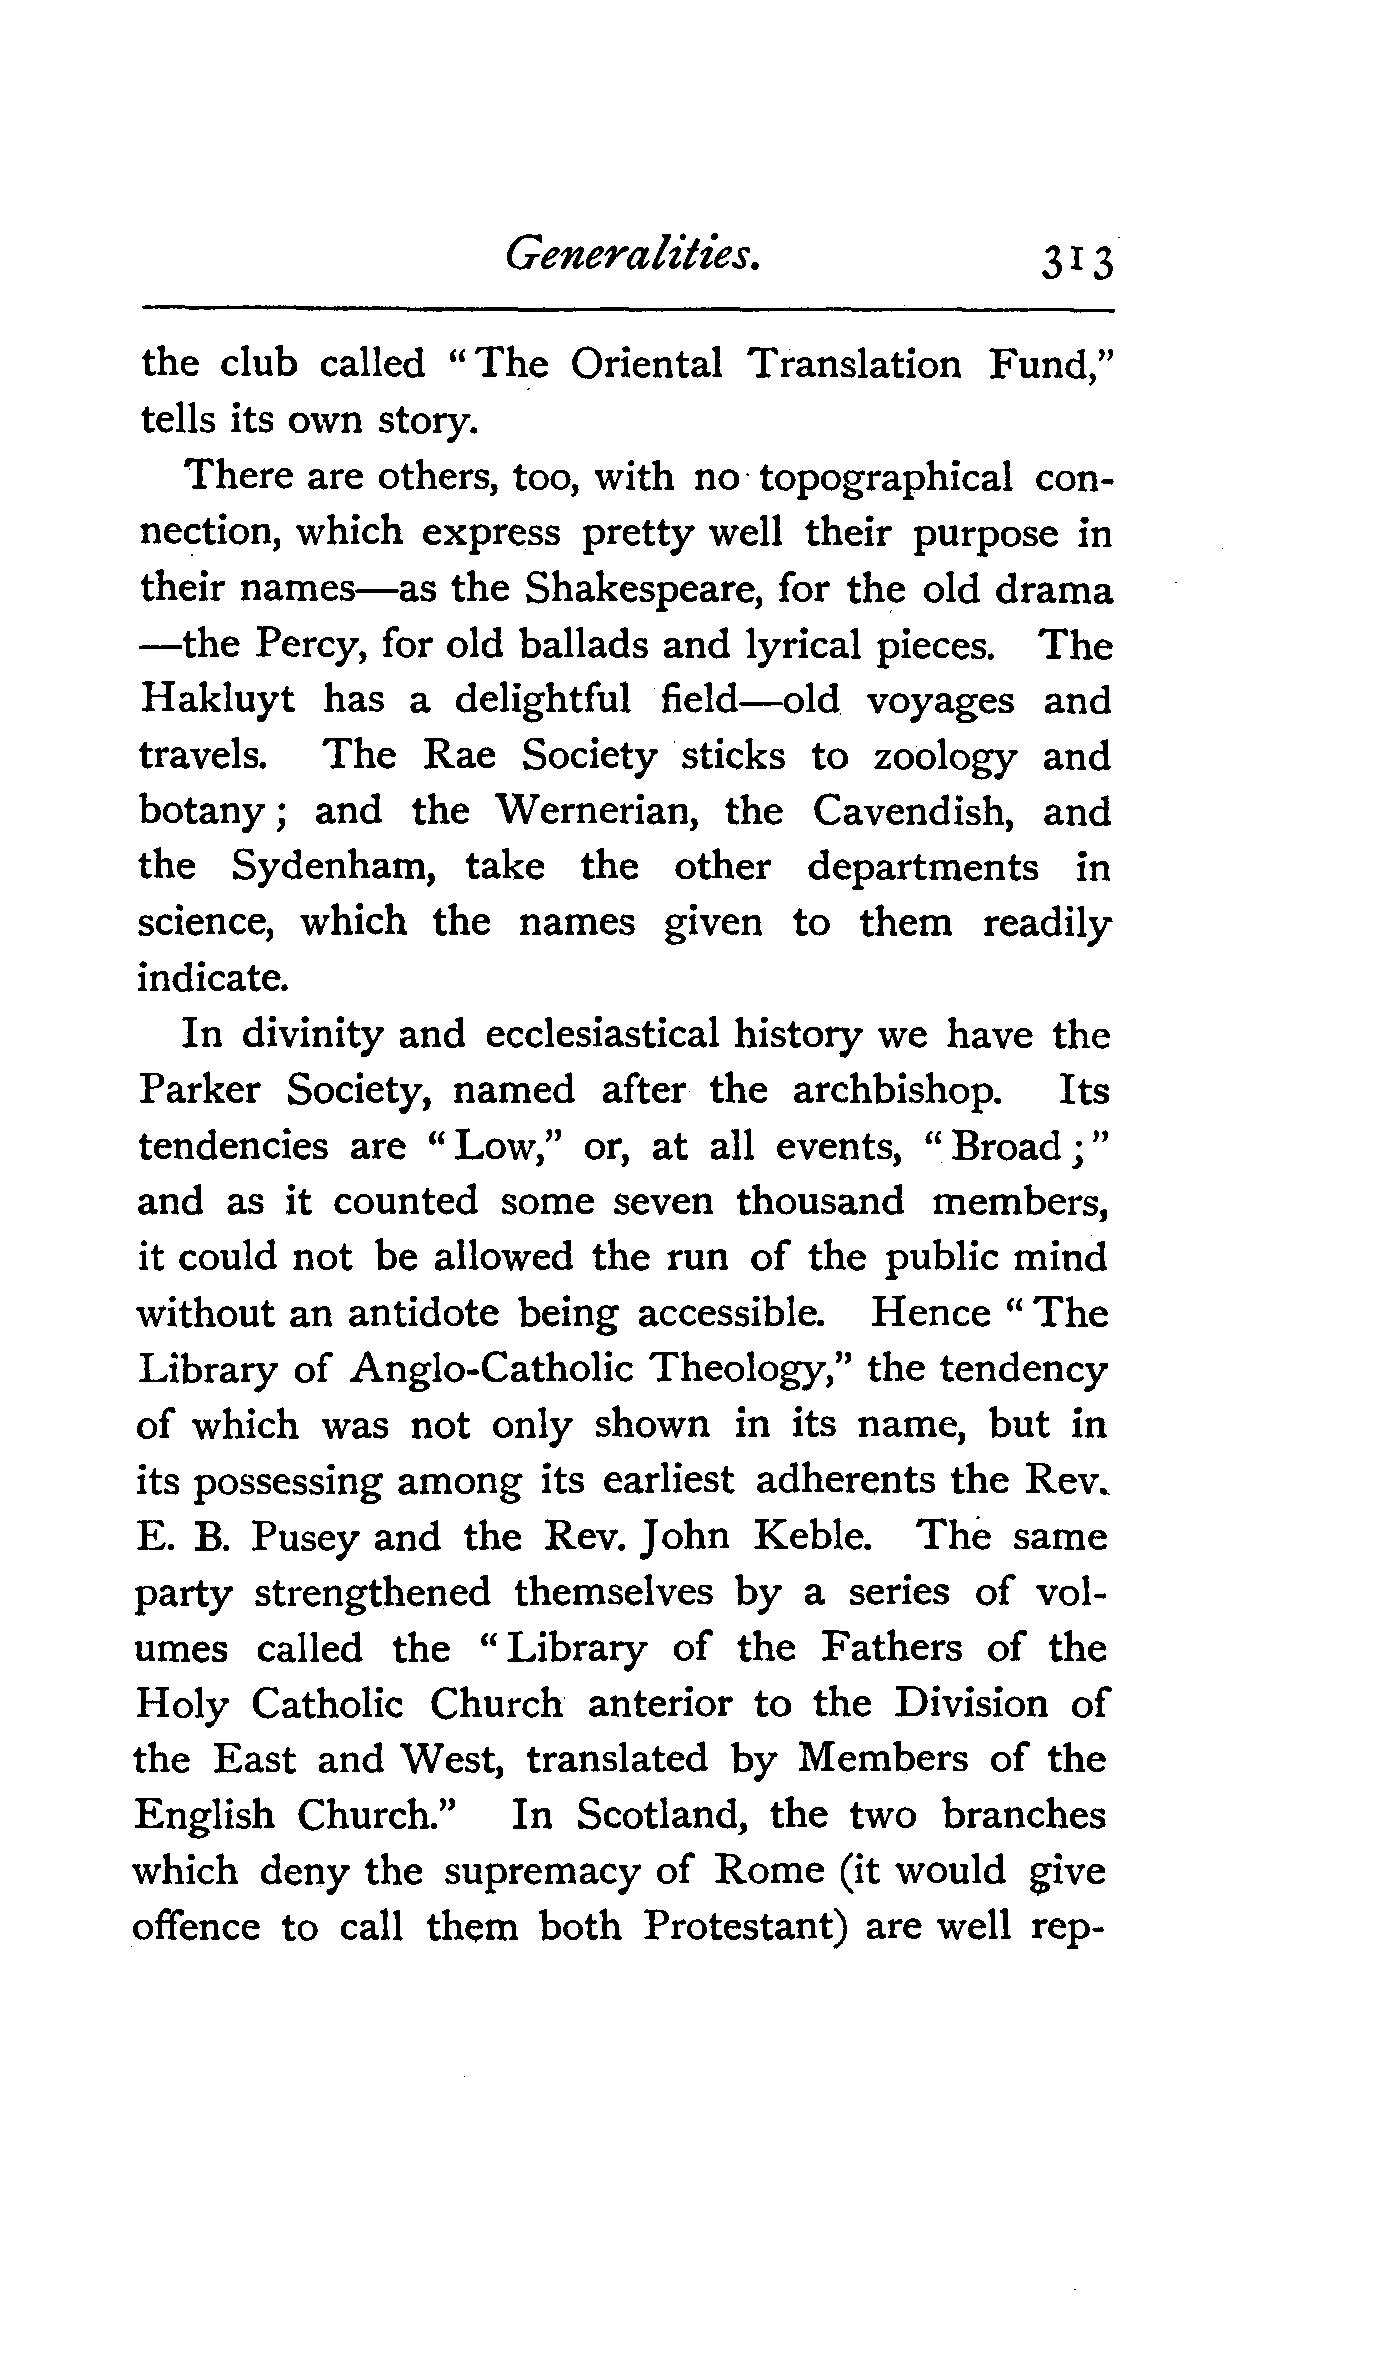 Generalities. 313
the club called “The Oriental Translation Fund,”
tells its own story.
There are others, too, with no topographical con-
nection, which express pretty well their purpose in
their names—as the Shakespeare, for the old drama
—the Percy, for old ballads and lyrical pieces. The
Hakluyt has a delightful field—old voyages and
travels. The Rae Society sticks to zoology and
botany; and the Wernerian, the Cavendish, and
the Sydenham, take the other departments in
science, which the names given to them readily
indicate.
In divinity and ecclesiastical history we have the
Parker Society, named after the archbishop. Its
tendencies are “Low,” or, at all events, “Broad;”
and as it counted some seven thousand members,
it could not be allowed the run of the public mind
without an antidote being accessible. Hence “The
Library of Anglo-Catholic Theology,” the tendency
of which was not only shown in its name, but in
its possessing among its earliest adherents the Rev.
E. B. Pusey and the Rev. John Keble. The same
party strengthened themselves by a series of vol-
umes called the “Library of the Fathers of the
Holy Catholic Church anterior to the Division of
the East and West, translated by Members of the
English Church.” In Scotland, the two branches
which deny the supremacy of Rome (it would give
offence to call them both Protestant) are well rep-